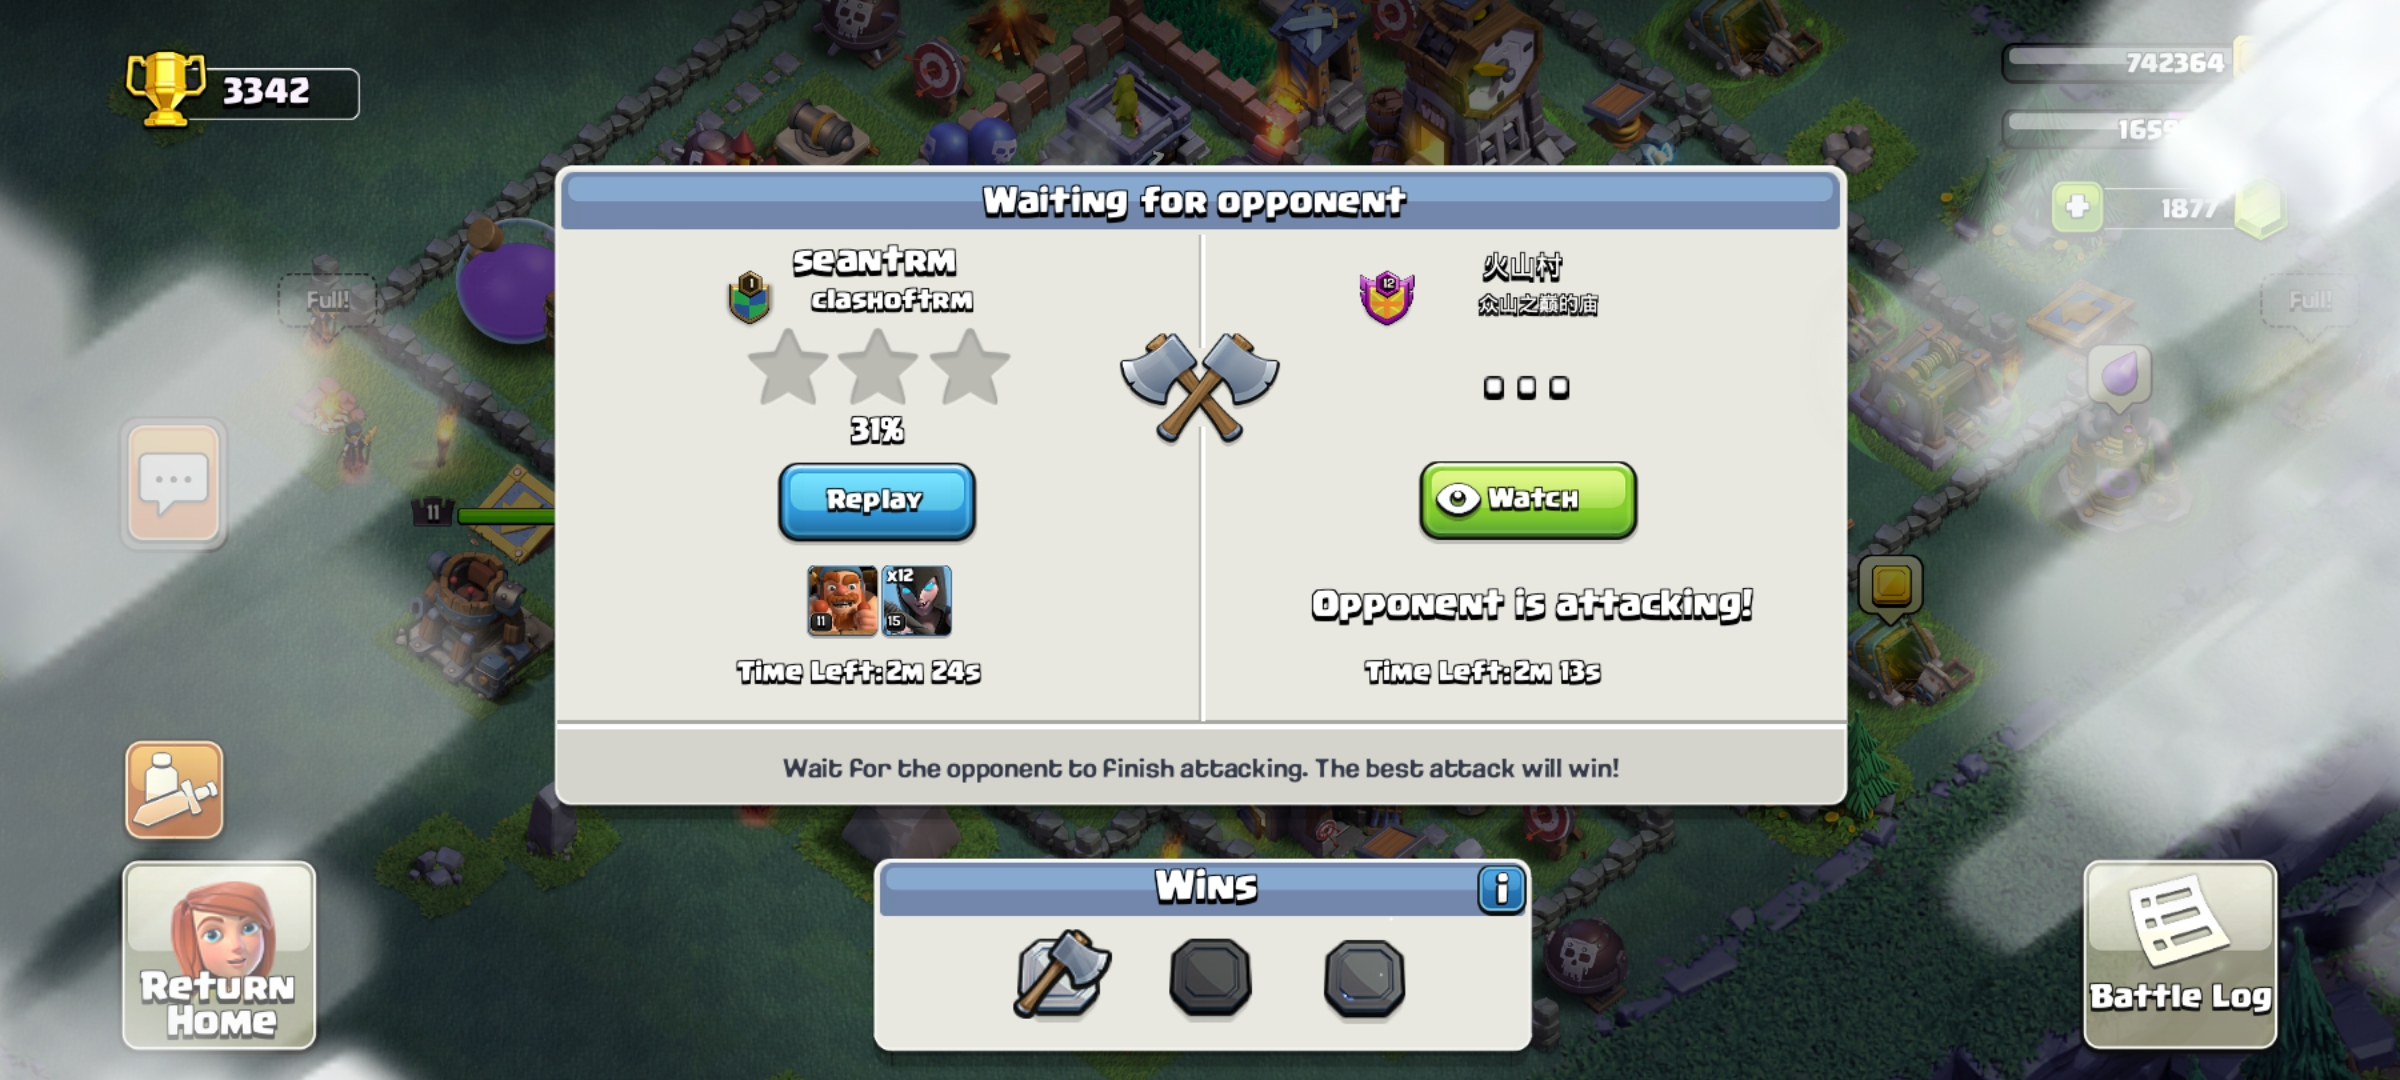 3342
742364
1877
Full!
Full!
Waiting for opponent
seantrm
clashoftrm
1
31%
Replay
x12
11
15
Time Left:2m 24s
12
火山村
众山之巅的庙
Watch
Opponent is attacking!
Time Left:2m 13s
11
Wait for the opponent to finish attacking. The best attack will win!
Wins
i
Return
Home
Battle Log